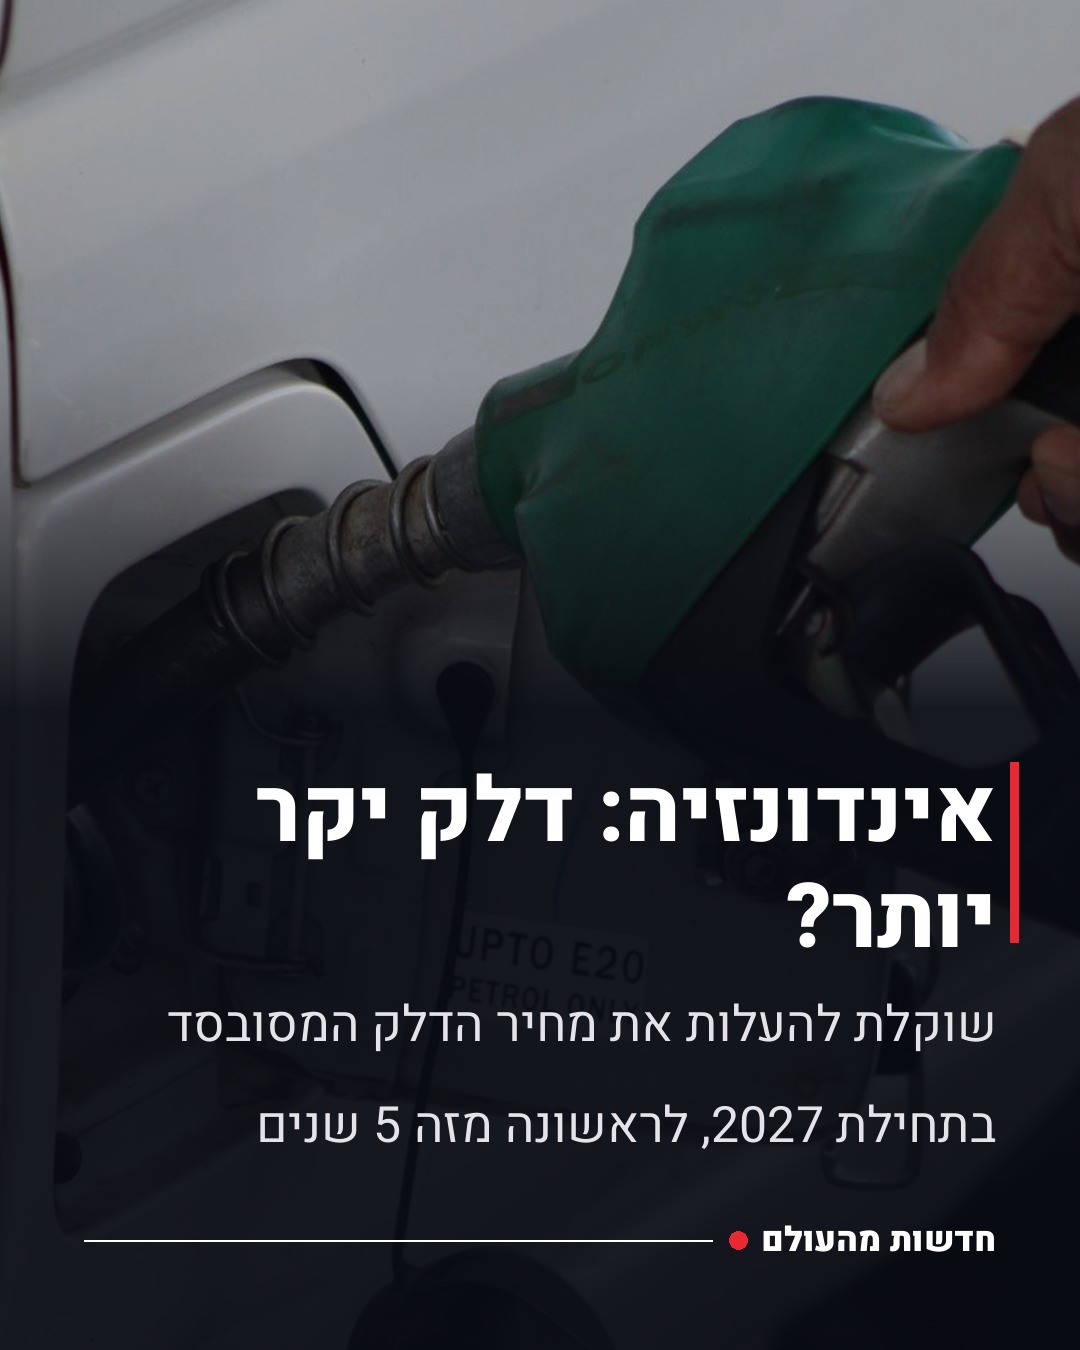 אינדונזיה: דלק יקר
יותר?
UPTO E20
PETROL ONLY
שוקלת להעלות את מחיר הדלק המסובסד
בתחילת 2027, לראשונה מזה 5 שנים
חדשות מהעולם